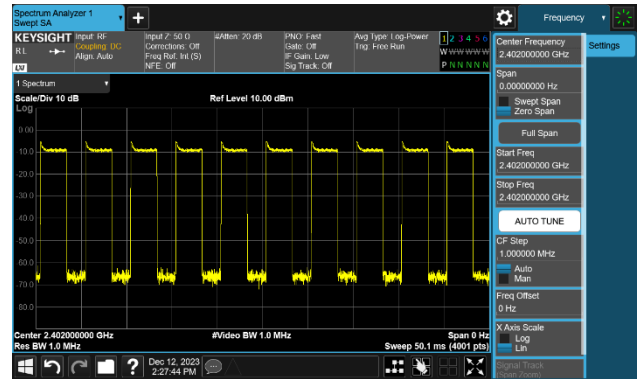 Spectrum Analyzer 1
Swept SA
Frequency
KEYSIGHT
RL
Input: RF
Coupling: DC
Align: Auto
Input Z: 50 Ω
Corrections: Off
Freq Ref: Int (S)
NFE: Off
#Atten: 20 dB
PNO: Fast
Gate: Off
IF Gain: Low
Sig Track: Off
Avg Type: Log-Power
Trig: Free Run
1 2 3 4 5 6
W W W W W W
P N N N N N
LXI
1 Spectrum
Scale/Div 10 dB
Ref Level 10.00 dBm
Log
0.00
-10.0
-20.0
-30.0
-40.0
-50.0
-60.0
-70.0
-80.0
Center 2.402000000 GHz
#Video BW 1.0 MHz
Span 0 Hz
Res BW 1.0 MHz
Sweep 50.1 ms (4001 pts)
Dec 12, 2023
2:27:44 PM
Center Frequency
2.402000000 GHz
Settings
Span
0.00000000 Hz
Swept Span
Zero Span
Full Span
Start Freq
2.402000000 GHz
Stop Freq
2.402000000 GHz
AUTO TUNE
CF Step
1.000000 MHz
Auto
Man
Freq Offset
0 Hz
X Axis Scale
Log
Lin
Signal Track
(Span Zoom)